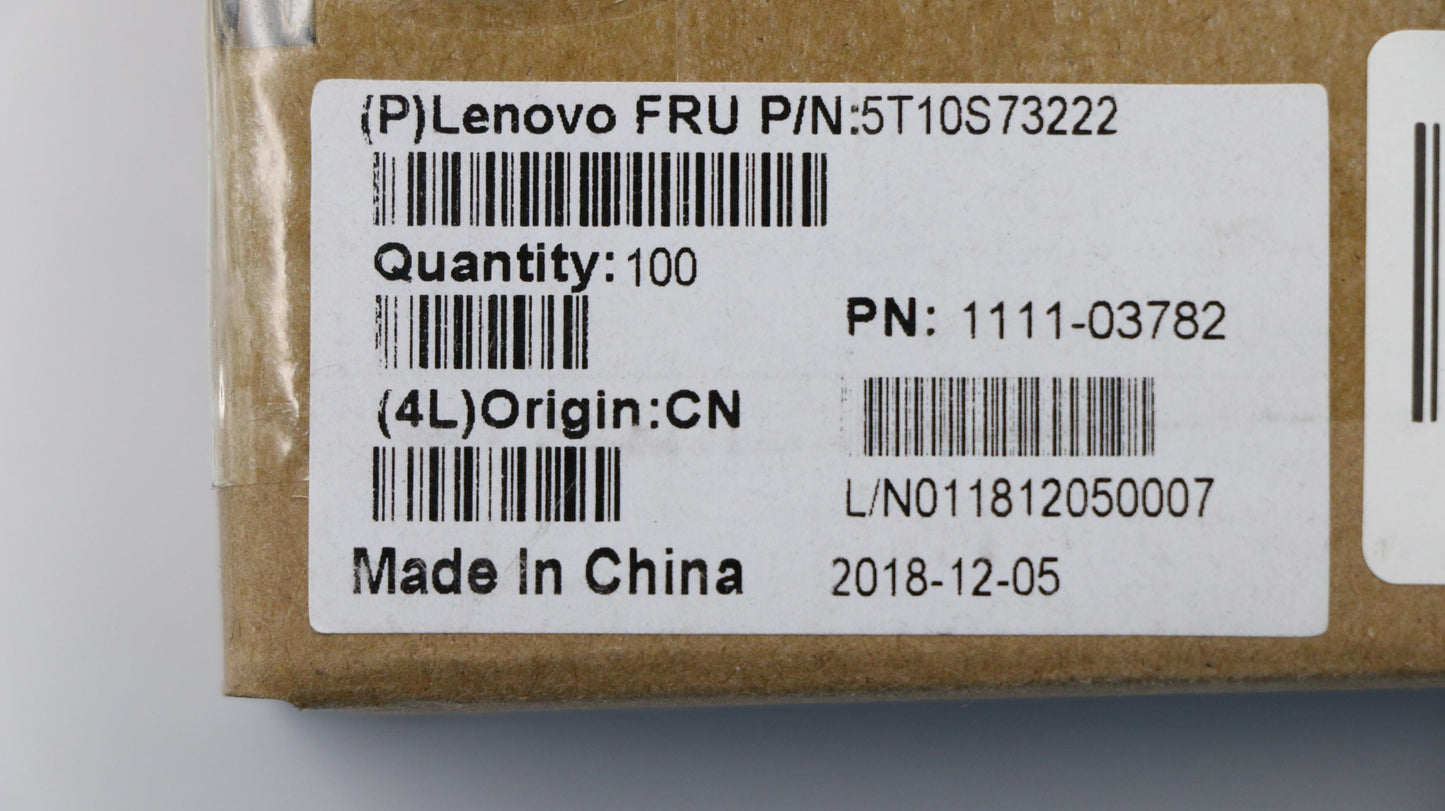 (P)Lenovo FRU P/N:5T10S73222
Quantity: 100
PN: 1111-03782
(4L)Origin:CN
L/N011812050007
Made In China
2018-12-05